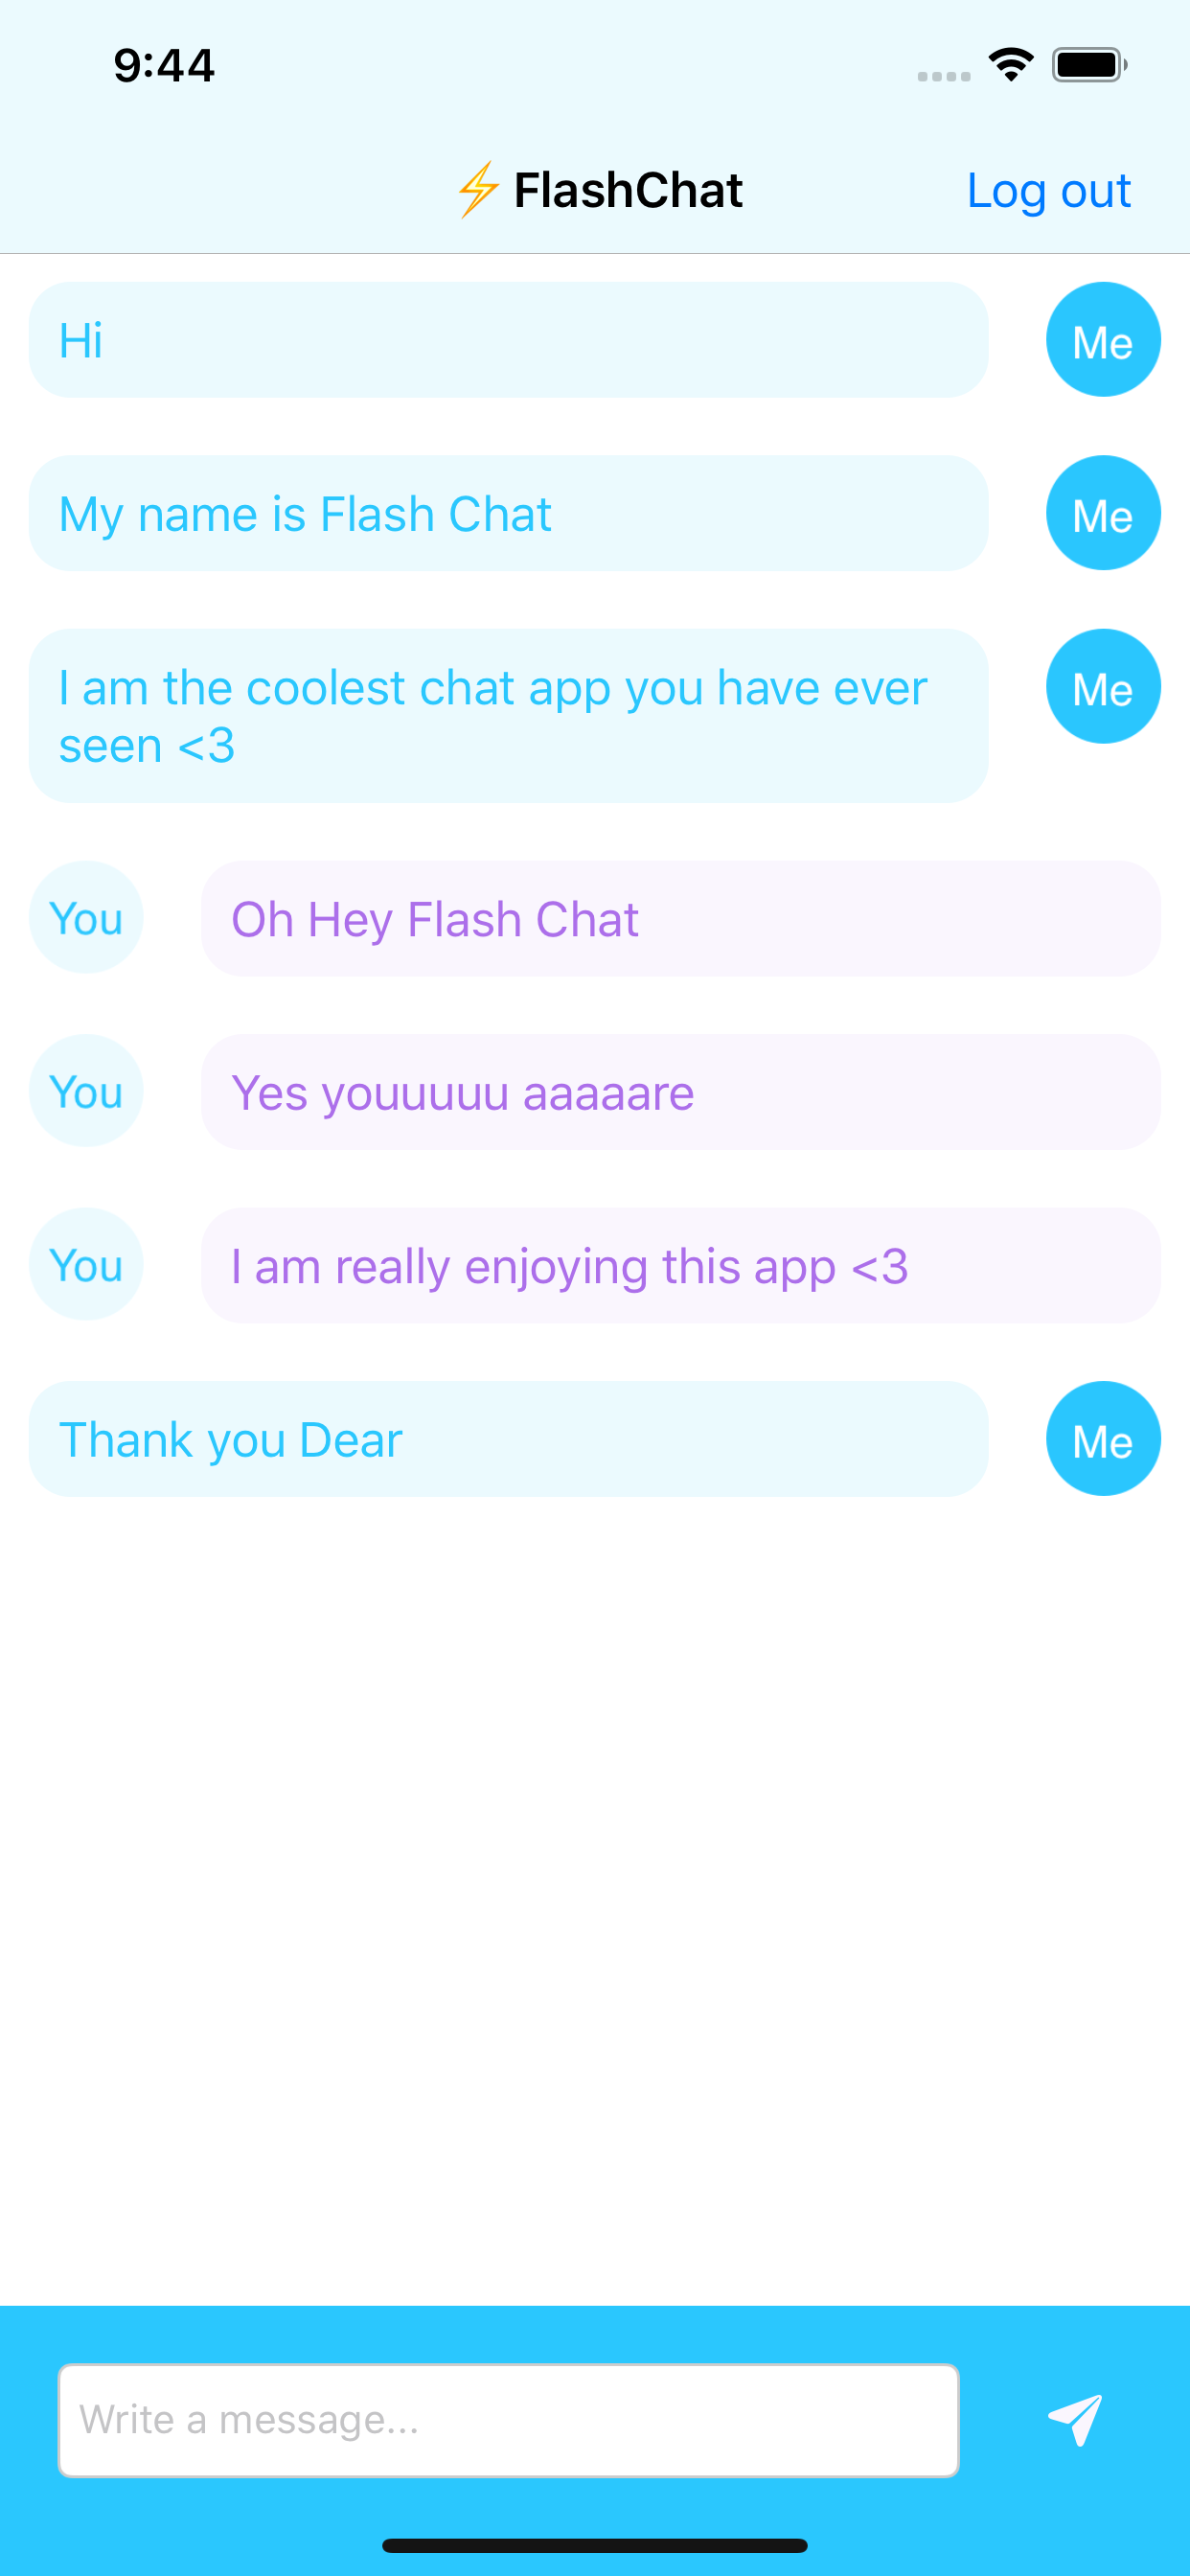 9:44
⚡️FlashChat
Log out
Hi
Me
My name is Flash Chat
Me
I am the coolest chat app you have ever
seen <3
Me
You
Oh Hey Flash Chat
You
Yes youuuuu aaaaare
You
I am really enjoying this app <3
Thank you Dear
Me
Write a message...